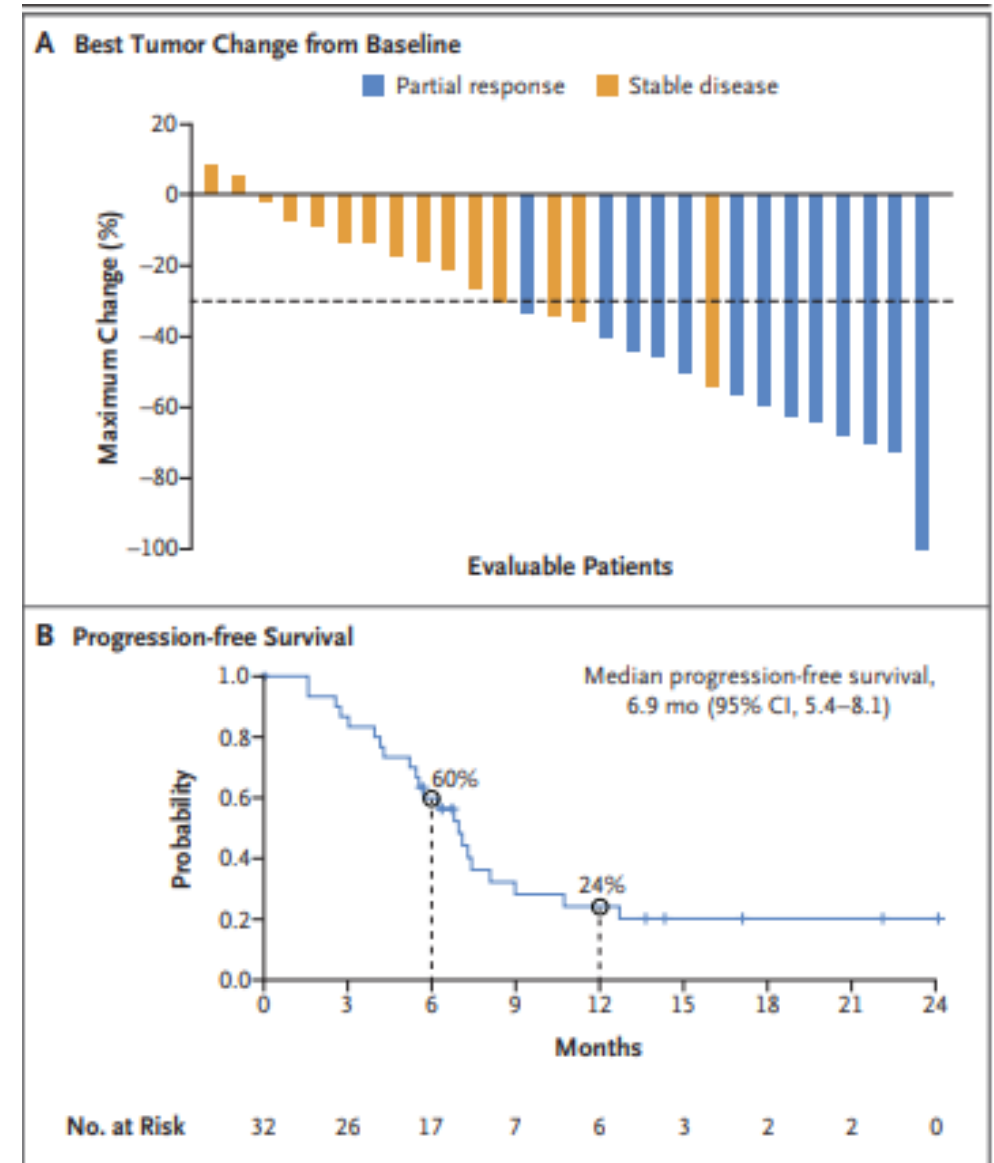 A Best Tumor Change from Baseline
Partial response Stable disease
20
0
–20
–40
–60
–80
–100
Maximum Change (%)
Evaluable Patients
B Progression-free Survival
Median progression-free survival,
6.9 mo (95% CI, 5.4–8.1)
1.0
0.8
0.6
0.4
0.2
0.0
Probability
60%
24%
0 3 6 9 12 15 18 21 24
Months
No. at Risk 32 26 17 7 6 3 2 2 0